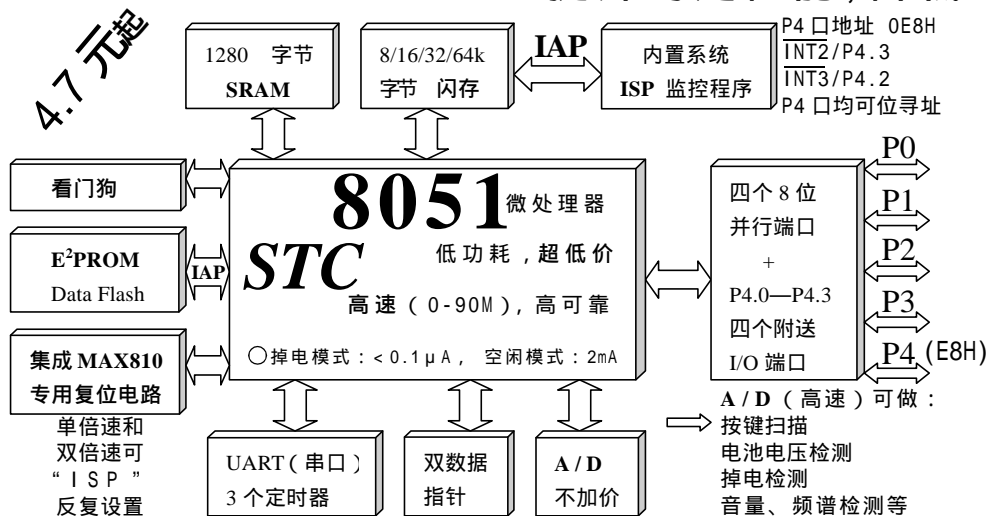 4.7 元起
1280 字节
SRAM
8/16/32/64k
字节 闪存
IAP
内置系统
ISP 监控程序
P4 口地址 0E8H
INT2/P4.3
INT3/P4.2
P4 口均可位寻址
看门狗
E²PROM
Data Flash
IAP
集成 MAX810
专用复位电路
单倍速和
双倍速可
“ISP”
反复设置
8051 微处理器
STC
低功耗,超低价
高速(0-90M),高可靠
○掉电模式:<0.1μA, 空闲模式:2mA
四个 8 位
并行端口
+
P4.0—P4.3
四个附送
I/O 端口
P0
P1
P2
P3
P4 (E8H)
UART(串口)
3 个定时器
双数据
指针
A/D
不加价
A/D (高速)可做:
按键扫描
电池电压检测
掉电检测
音量、频谱检测等